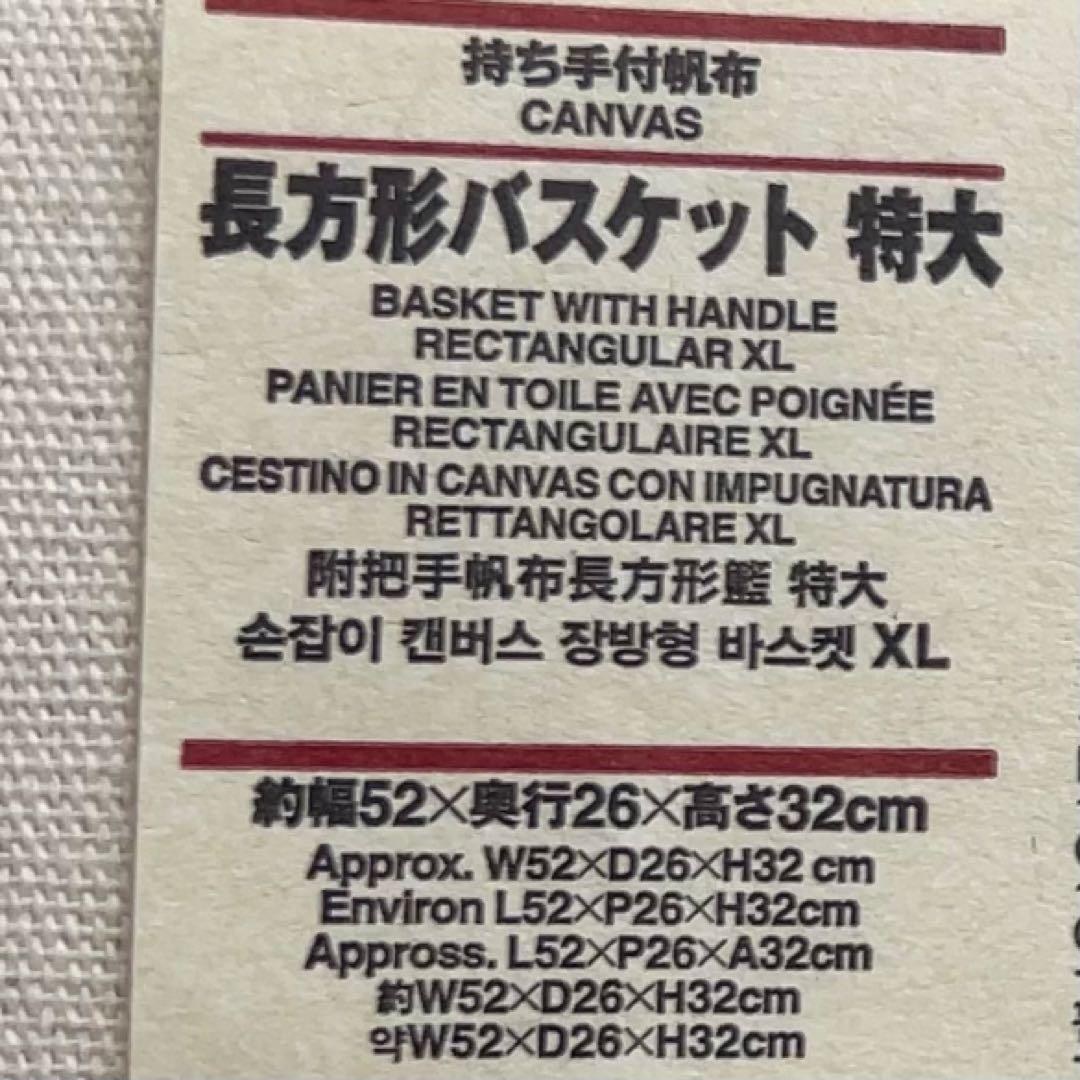 持ち手付帆布
CANVAS
長方形バスケット 特大
BASKET WITH HANDLE
RECTANGULAR XL
PANIER EN TOILE AVEC POIGNÉE
RECTANGULAIRE XL
CESTINO IN CANVAS CON IMPUGNATURA
RETTANGOLARE XL
附把手帆布長方形籃 特大
손잡이 캔버스 장방형 바스켓 XL
約幅52×奥行26×高さ32cm
Approx. W52×D26×H32 cm
Environ L52×P26×H32cm
Appross. L52×P26×A32cm
約W52×D26×H32cm
약W52×D26×H32cm